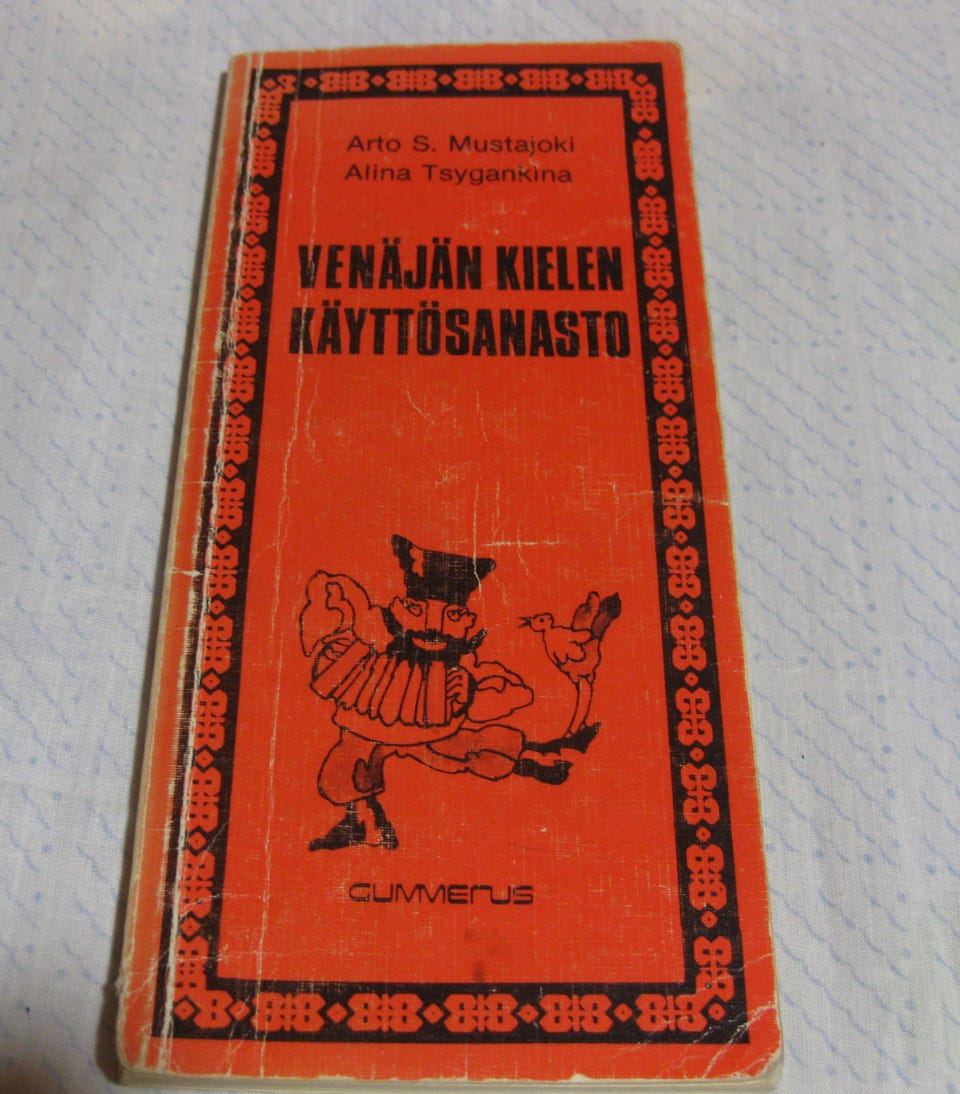 Arto S. Mustajoki
Alina Tsygankina
VENÄJÄN KIELEN
KÄYTTÖSANASTO
GUMMERUS